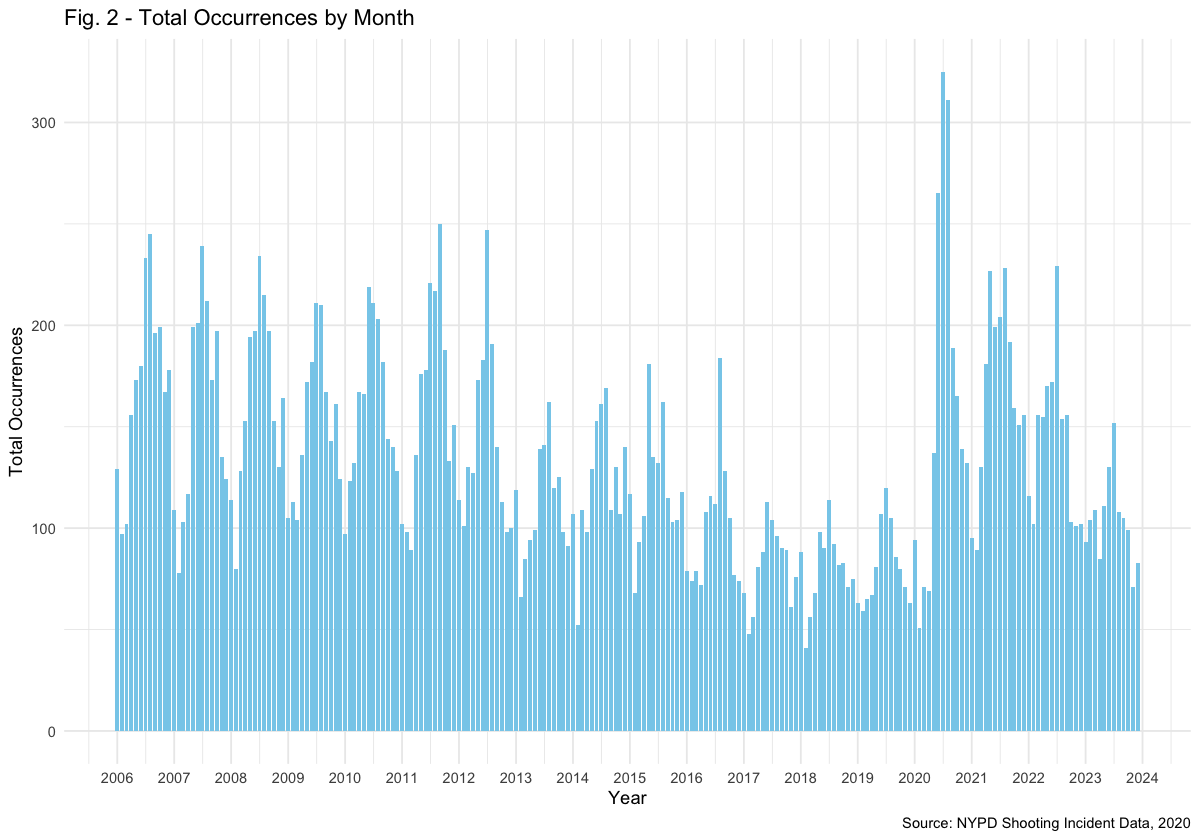 Fig. 2 - Total Occurrences by Month
Total Occurrences
300
200
100
0
2006 2007 2008 2009 2010 2011 2012 2013 2014 2015 2016 2017 2018 2019 2020 2021 2022 2023 2024
Year
Source: NYPD Shooting Incident Data, 2020